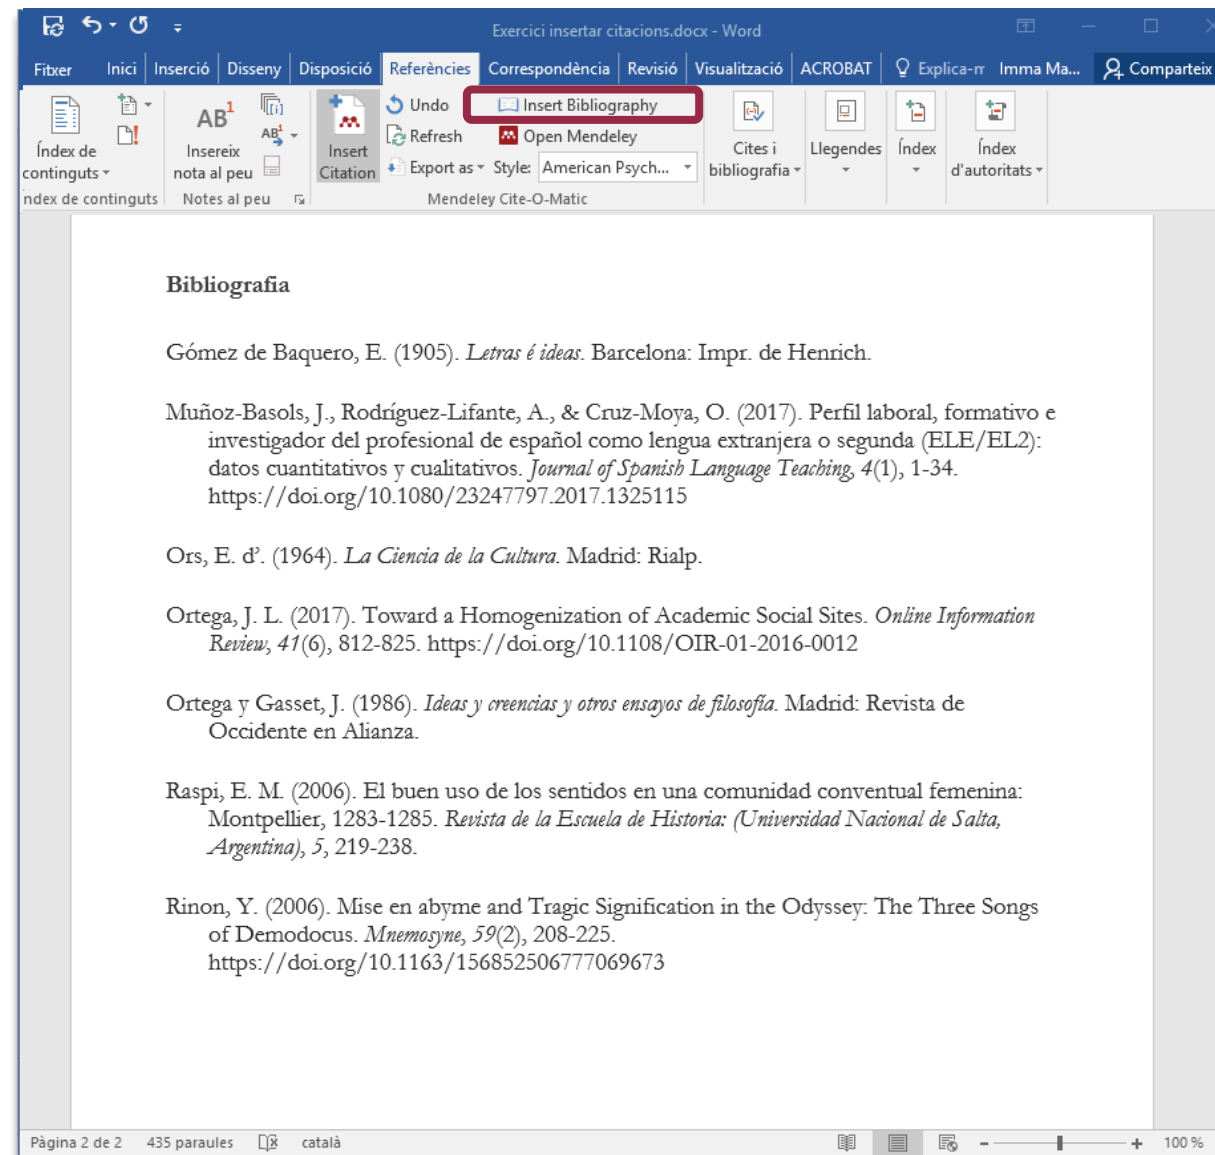 Exercici insertar citacions.docx - Word
Fitxer Inici Inserció Disseny Disposició Referències Correspondència Revisió Visualització ACROBAT Explica-m Imma Ma... Comparteix
Índex de
continguts
ndex de continguts
AB1
Insereix
nota al peu
AB1
Notes al peu
Insert
Citation
Undo
Refresh
Export as
Insert Bibliography
Open Mendeley
Style: American Psych...
Mendeley Cite-O-Matic
Cites i
bibliografia
Llegendes
Índex
Índex
d'autoritats
Bibliografia
Gómez de Baquero, E. (1905). Letras é ideas. Barcelona: Impr. de Henrich.
Muñoz-Basols, J., Rodríguez-Lifante, A., & Cruz-Moya, O. (2017). Perfil laboral, formativo e
investigador del profesional de español como lengua extranjera o segunda (ELE/EL2):
datos cuantitativos y cualitativos. Journal of Spanish Language Teaching, 4(1), 1-34.
https://doi.org/10.1080/23247797.2017.1325115
Ors, E. d’. (1964). La Ciencia de la Cultura. Madrid: Rialp.
Ortega, J. L. (2017). Toward a Homogenization of Academic Social Sites. Online Information
Review, 41(6), 812-825. https://doi.org/10.1108/OIR-01-2016-0012
Ortega y Gasset, J. (1986). Ideas y creencias y otros ensayos de filosofía. Madrid: Revista de
Occidente en Alianza.
Raspi, E. M. (2006). El buen uso de los sentidos en una comunidad conventual femenina:
Montpellier, 1283-1285. Revista de la Escuela de Historia: (Universidad Nacional de Salta,
Argentina), 5, 219-238.
Rinon, Y. (2006). Mise en abyme and Tragic Signification in the Odyssey: The Three Songs
of Demodocus. Mnemosyne, 59(2), 208-225.
https://doi.org/10.1163/156852506777069673
Pàgina 2 de 2 435 paraules català 100 %